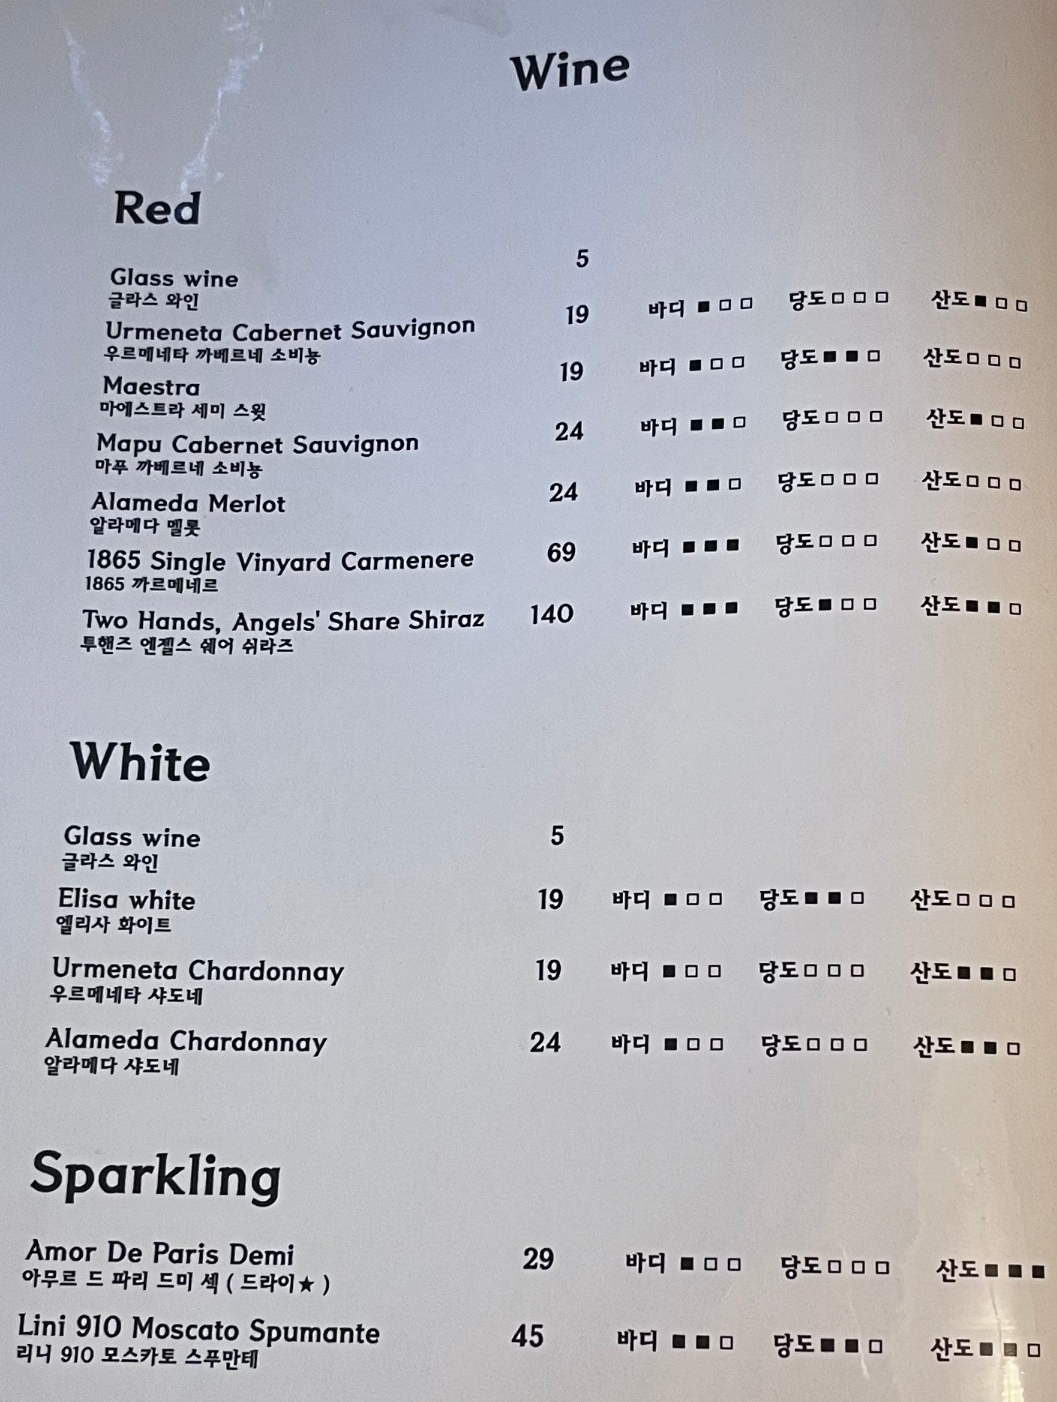 Wine
Red
Glass wine 5
글라스 와인
Urmeneta Cabernet Sauvignon 19 바디 ■ □ □ 당도 □ □ □ 산도 ■ □ □
우르메네타 까베르네 소비뇽
Maestra 19 바디 ■ □ □ 당도 ■ ■ □ 산도 □ □ □
마에스트라 세미 스윗
Mapu Cabernet Sauvignon 24 바디 ■ ■ □ 당도 □ □ □ 산도 ■ □ □
마푸 까베르네 소비뇽
Alameda Merlot 24 바디 ■ ■ □ 당도 □ □ □ 산도 □ □ □
알라메다 멜롯
1865 Single Vinyard Carmenere 69 바디 ■ ■ ■ 당도 □ □ □ 산도 ■ □ □
1865 까르메네르
Two Hands, Angels' Share Shiraz 140 바디 ■ ■ ■ 당도 ■ □ □ 산도 ■ ■ □
투핸즈 엔젤스 쉐어 쉬라즈
White
Glass wine 5
글라스 와인
Elisa white 19 바디 ■ □ □ 당도 ■ ■ □ 산도 □ □ □
엘리사 화이트
Urmeneta Chardonnay 19 바디 ■ □ □ 당도 □ □ □ 산도 ■ ■ □
우르메네타 샤도네
Alameda Chardonnay 24 바디 ■ □ □ 당도 □ □ □ 산도 ■ ■ □
알라메다 샤도네
Sparkling
Amor De Paris Demi 29 바디 ■ □ □ 당도 □ □ □ 산도 ■ ■ ■
아무르 드 파리 드미 섹 ( 드라이★ )
Lini 910 Moscato Spumante 45 바디 ■ ■ □ 당도 ■ ■ □ 산도 ■ ■ □
리니 910 모스카토 스푸만테